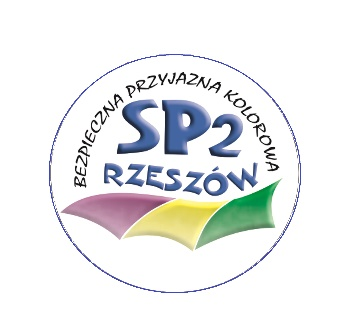 BEZPIECZNA PRZYJAZNA KOLOROWA
SP2
RZESZÓW